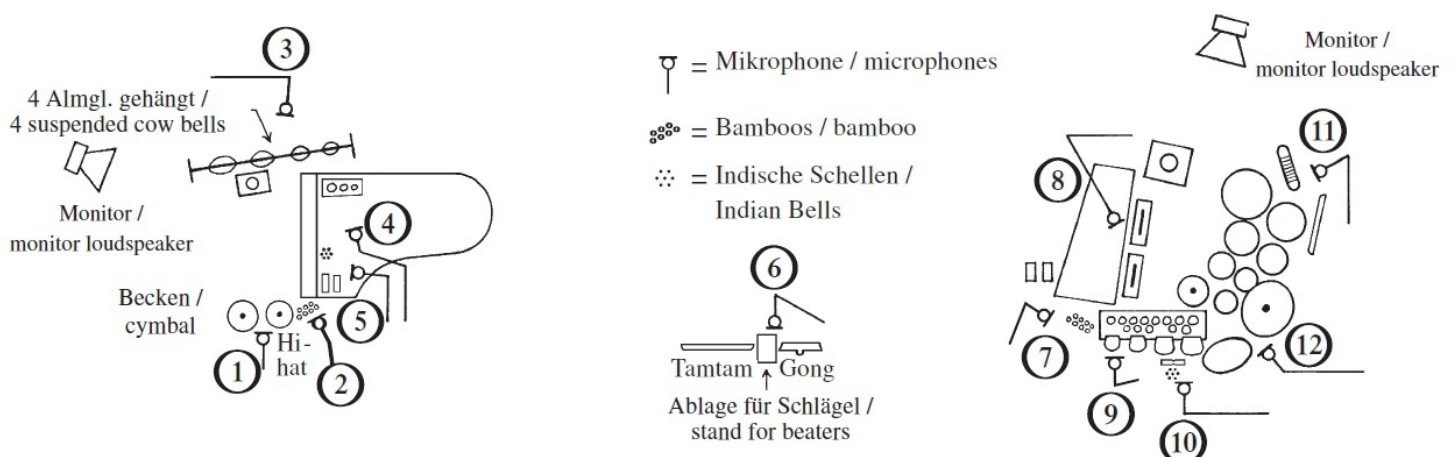 3
4 Almgl. gehängt /
4 suspended cow bells
Monitor /
monitor loudspeaker
4
5
Becken /
cymbal
Hi-
hat
1
2
= Mikrophone / microphones
= Bamboos / bamboo
= Indische Schellen /
Indian Bells
6
Tamtam Gong
Ablage für Schlägel /
stand for beaters
Monitor /
monitor loudspeaker
11
8
7
12
9
10